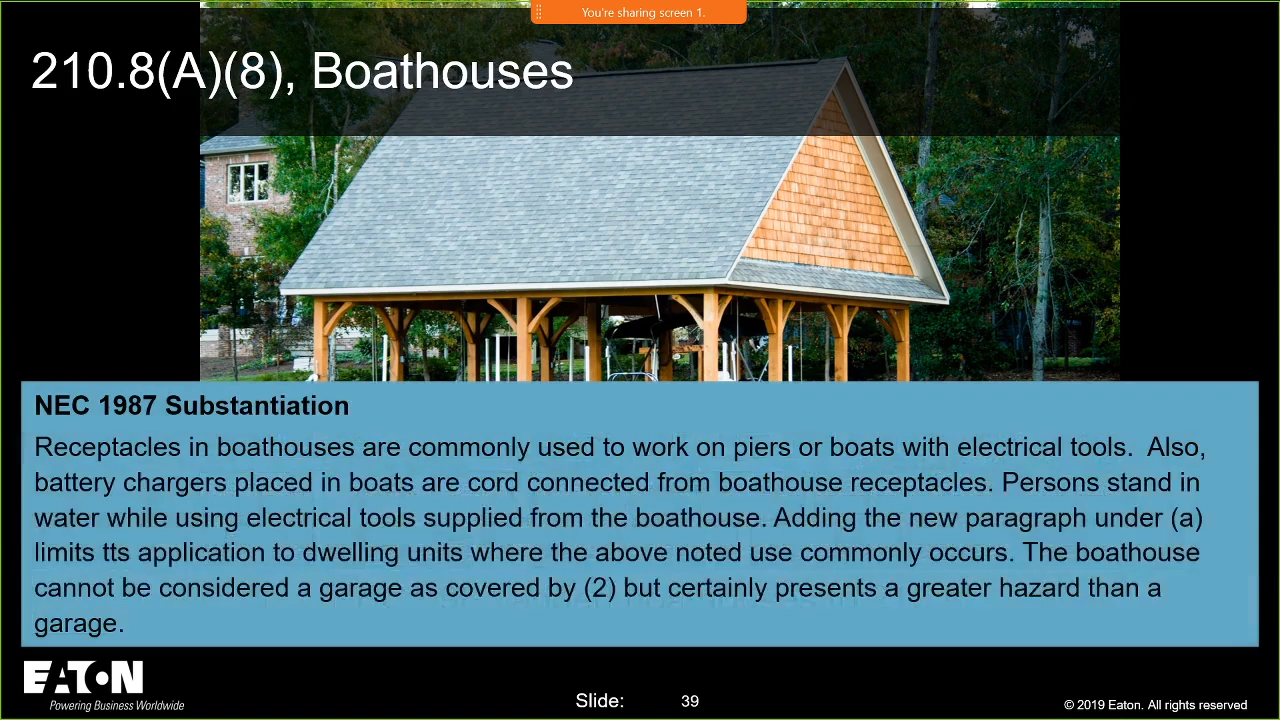 You're sharing screen 1.
210.8(A)(8), Boathouses
NEC 1987 Substantiation
Receptacles in boathouses are commonly used to work on piers or boats with electrical tools. Also,
battery chargers placed in boats are cord connected from boathouse receptacles. Persons stand in
water while using electrical tools supplied from the boathouse. Adding the new paragraph under (a)
limits tts application to dwelling units where the above noted use commonly occurs. The boathouse
cannot be considered a garage as covered by (2) but certainly presents a greater hazard than a
garage.
EATON
Powering Business Worldwide
Slide: 39
© 2019 Eaton. All rights reserved